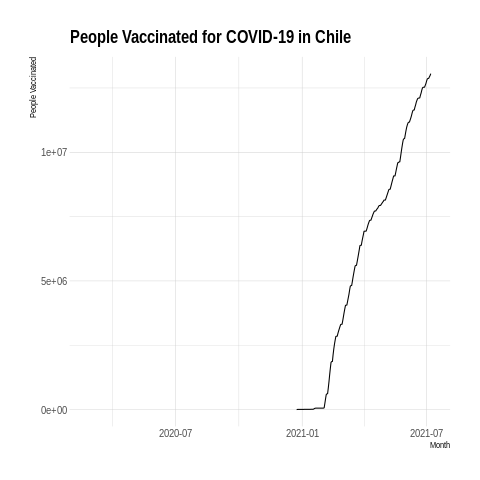 People Vaccinated for COVID-19 in Chile
People Vaccinated
1e+07
5e+06
0e+00
2020-07 2021-01 2021-07
Month